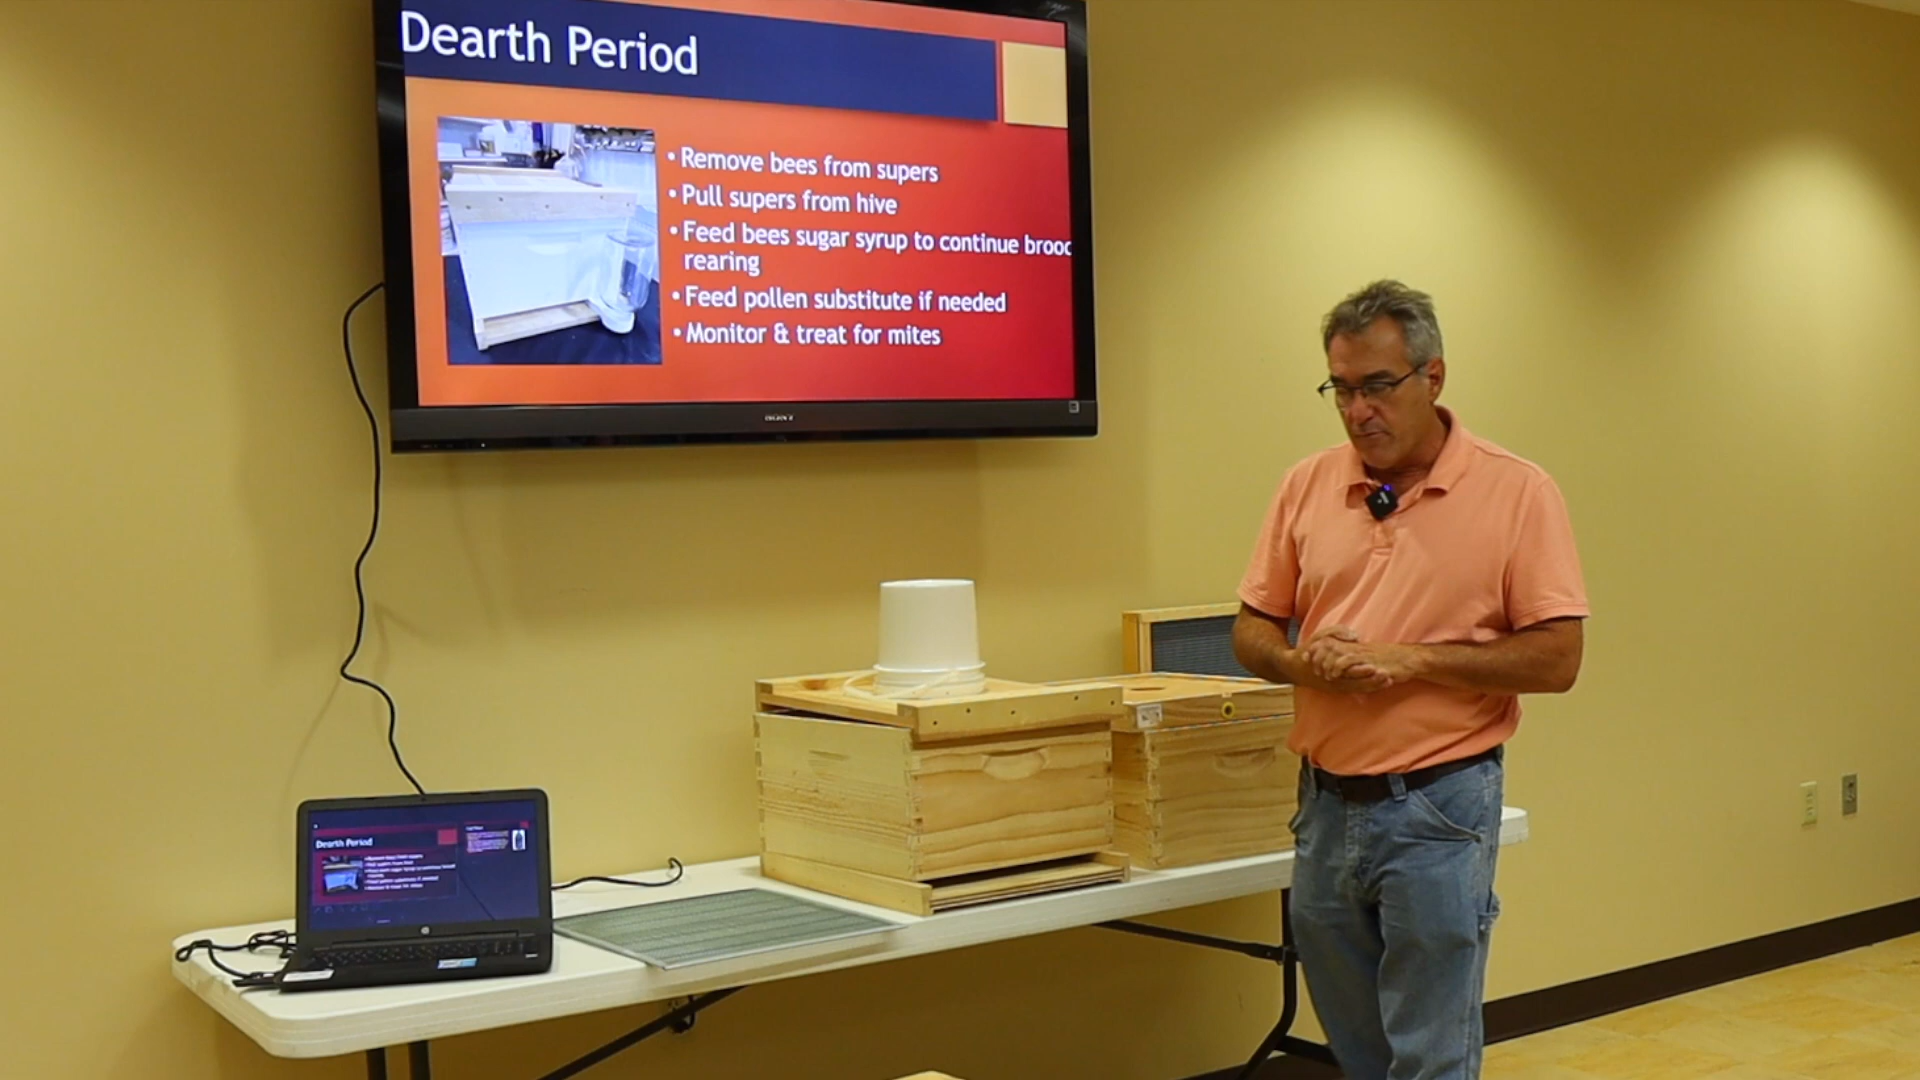 Dearth Period
• Remove bees from supers
• Pull supers from hive
• Feed bees sugar syrup to continue brood
rearing
• Feed pollen substitute if needed
• Monitor & treat for mites
Dearth Period